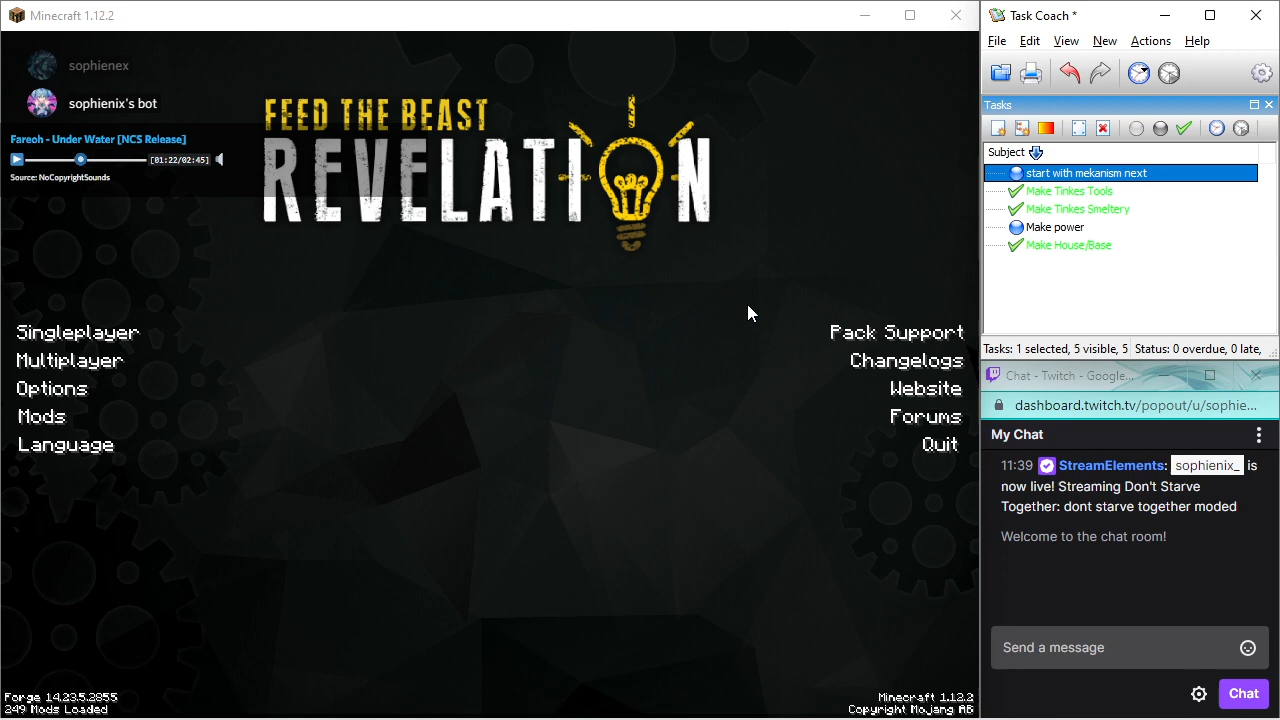 Minecraft 1.12.2
sophienex
sophienix's bot
Fareoh - Under Water [NCS Release]
[01:22/02:45]
Source: NoCopyrightSounds
FEED THE BEAST
REVELATION
Singleplayer
Multiplayer
Options
Mods
Language
Pack Support
Changelogs
Website
Forums
Quit
Forge 14.23.5.2855
249 Mods Loaded
Minecraft 1.12.2
Copyright Mojang AB
Task Coach *
File Edit View New Actions Help
Tasks
Subject
start with mekanism next
Make Tinkes Tools
Make Tinkes Smeltery
Make power
Make House/Base
Tasks: 1 selected, 5 visible, 5 Status: 0 overdue, 0 late,
Chat - Twitch - Google...
dashboard.twitch.tv/popout/u/sophie...
My Chat
11:39 StreamElements: sophienix_ is
now live! Streaming Don't Starve
Together: dont starve together moded
Welcome to the chat room!
Send a message
Chat